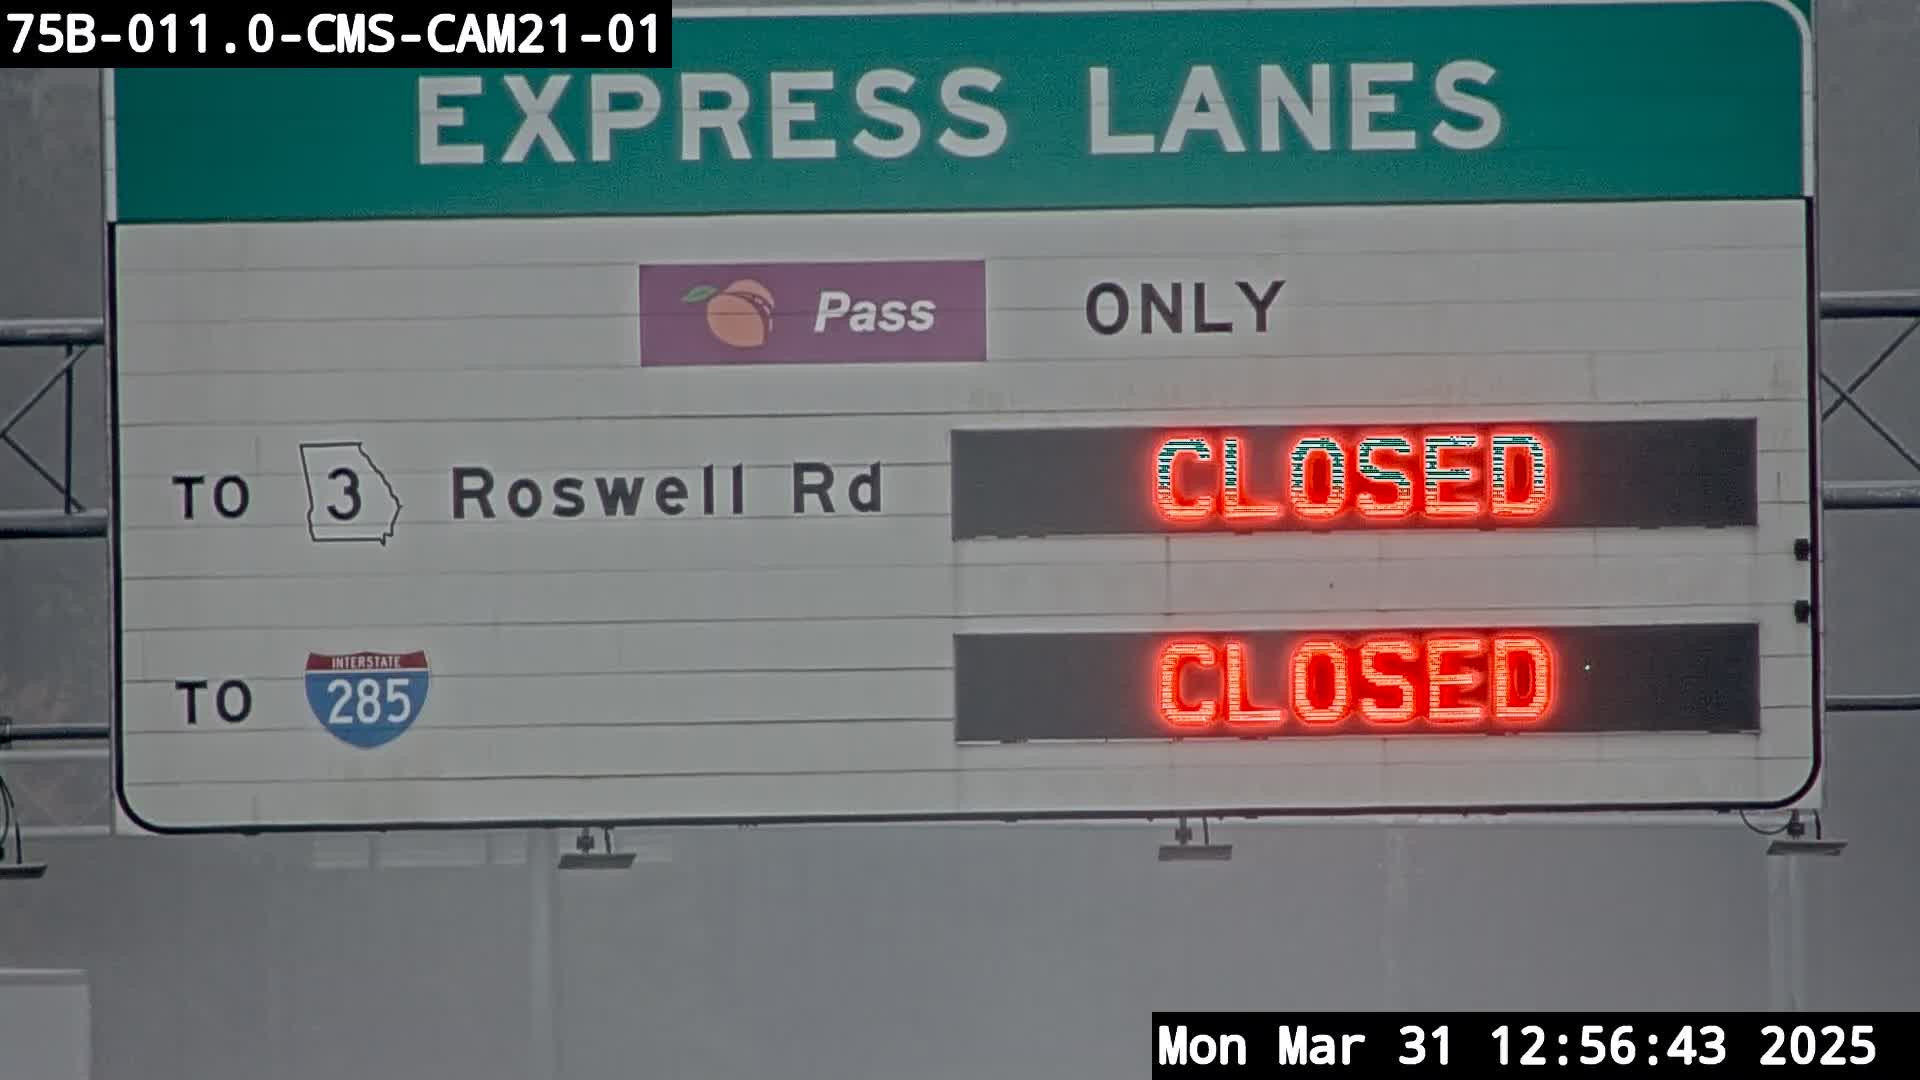 75B-011.0-CMS-CAM21-01
EXPRESS LANES
Pass ONLY
TO 3 Roswell Rd CLOSED
TO INTERSTATE 285 CLOSED
Mon Mar 31 12:56:43 2025